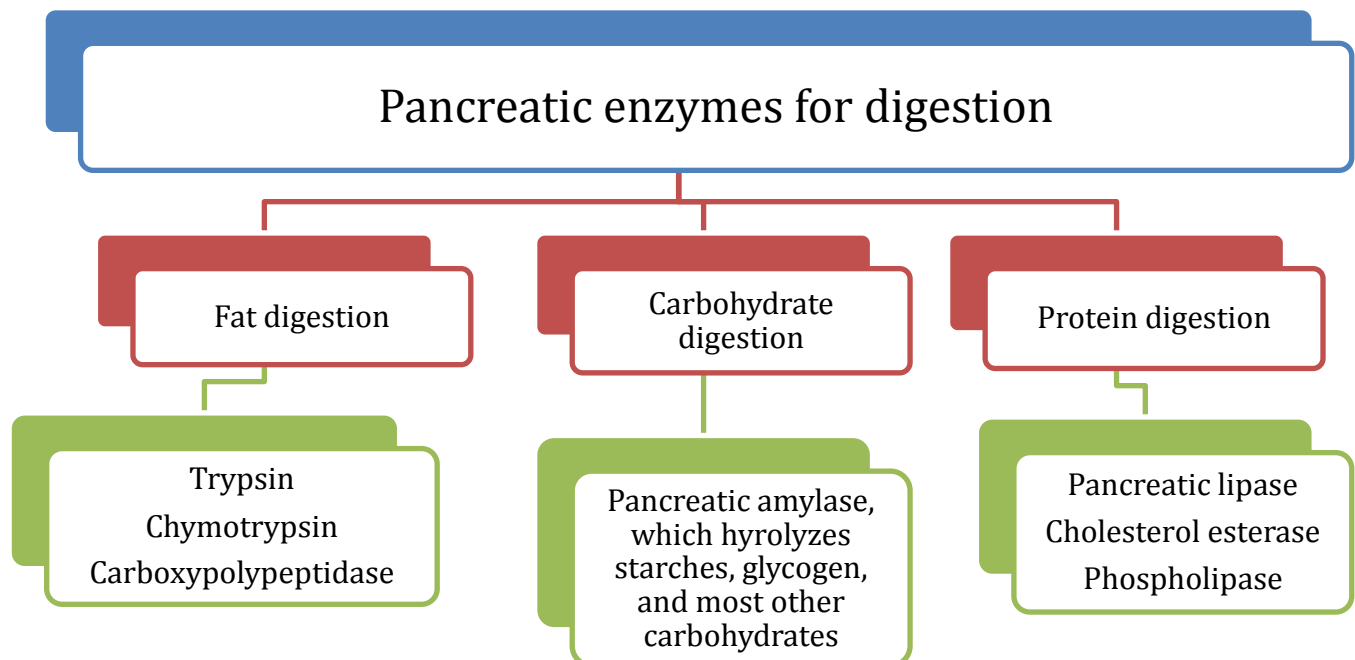 Pancreatic enzymes for digestion
Fat digestion
Carbohydrate
digestion
Protein digestion
Trypsin
Chymotrypsin
Carboxypolypeptidase
Pancreatic amylase,
which hyrolyzes
starches, glycogen,
and most other
carbohydrates
Pancreatic lipase
Cholesterol esterase
Phospholipase